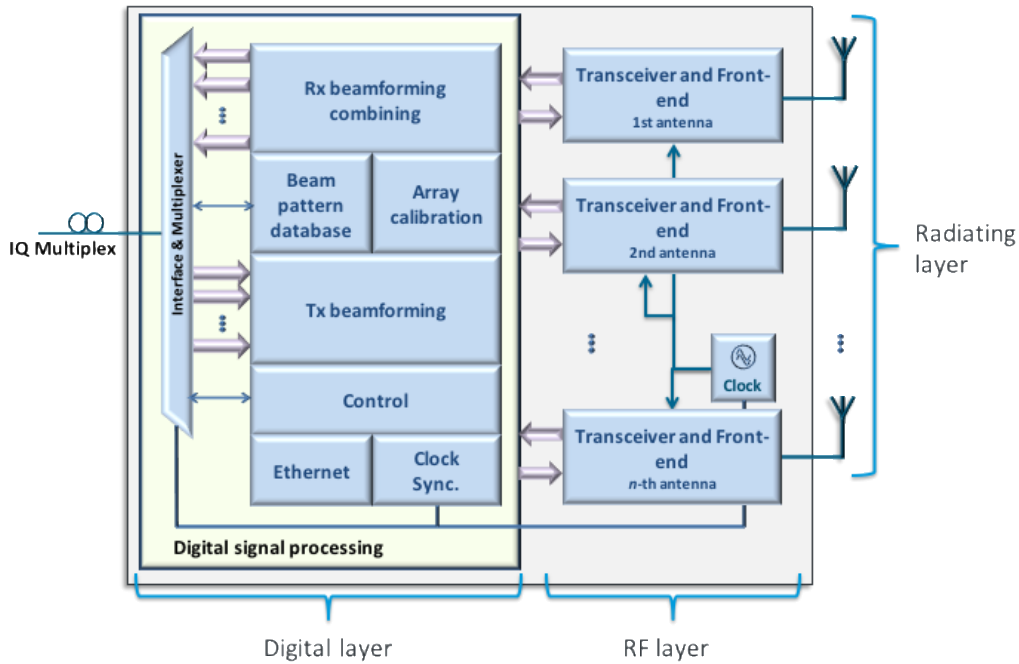 IQ Multiplex
Interface & Multiplexer
Rx beamforming
combining
Beam
pattern
database
Array
calibration
Tx beamforming
Control
Ethernet
Clock
Sync.
Digital signal processing
Transceiver and Front-
end
1st antenna
Transceiver and Front-
end
2nd antenna
Clock
Transceiver and Front-
end
n-th antenna
Radiating
layer
Digital layer
RF layer